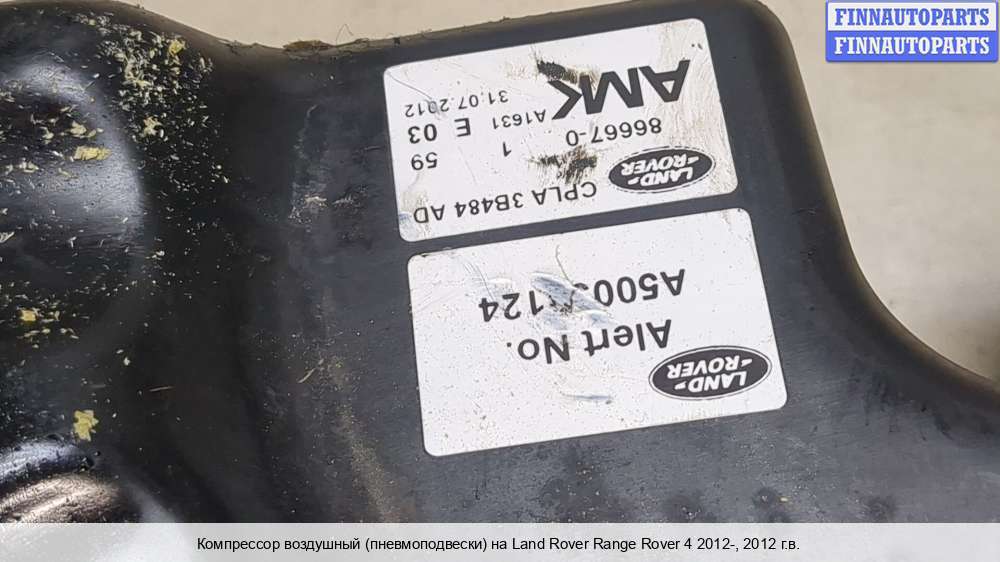 FINNAUTOPARTS
FINNAUTOPARTS
LAND-
-ROVER
Alert No.
LAND-
-ROVER
CPLA 3B484 AD
86667-0 1 59
A1631 E 03
AMK 31.07.2012
Компрессор воздушный (пневмоподвески) на Land Rover Range Rover 4 2012-, 2012 г.в.